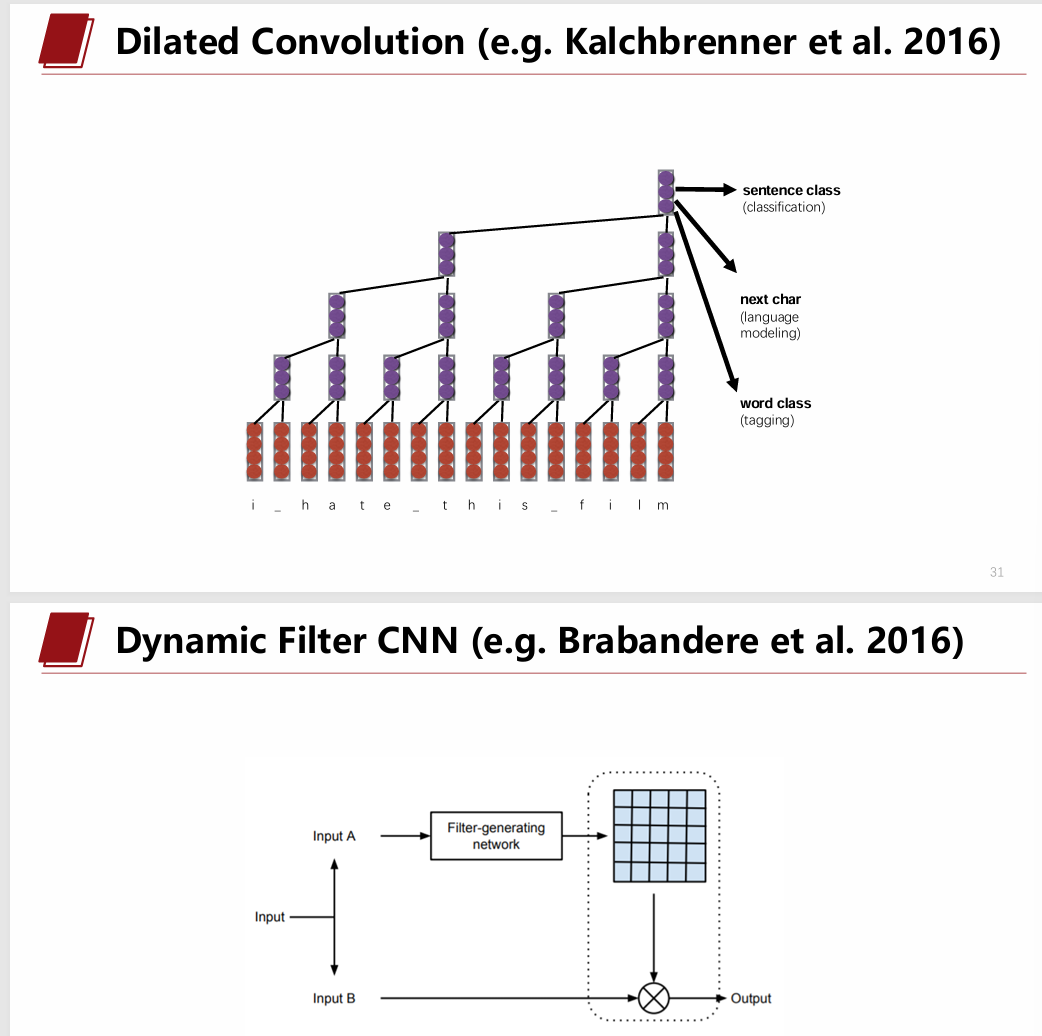 Dilated Convolution (e.g. Kalchbrenner et al. 2016)
sentence class
(classification)
next char
(language
modeling)
word class
(tagging)
i _ h a t e _ t h i s _ f i l m
31
Dynamic Filter CNN (e.g. Brabandere et al. 2016)
Input A
Filter-generating
network
Input
Input B
Output